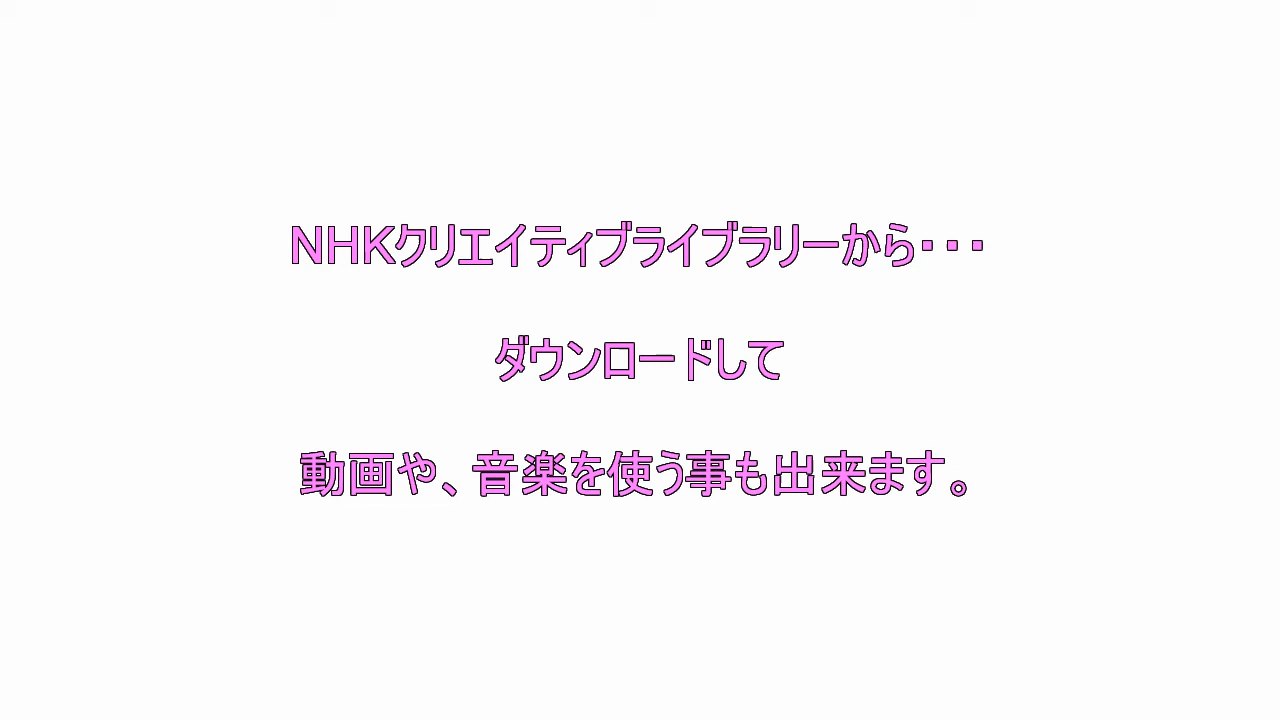 NHKクリエイティブライブラリーから・・・
ダウンロードして
動画や、音楽を使う事も出来ます。